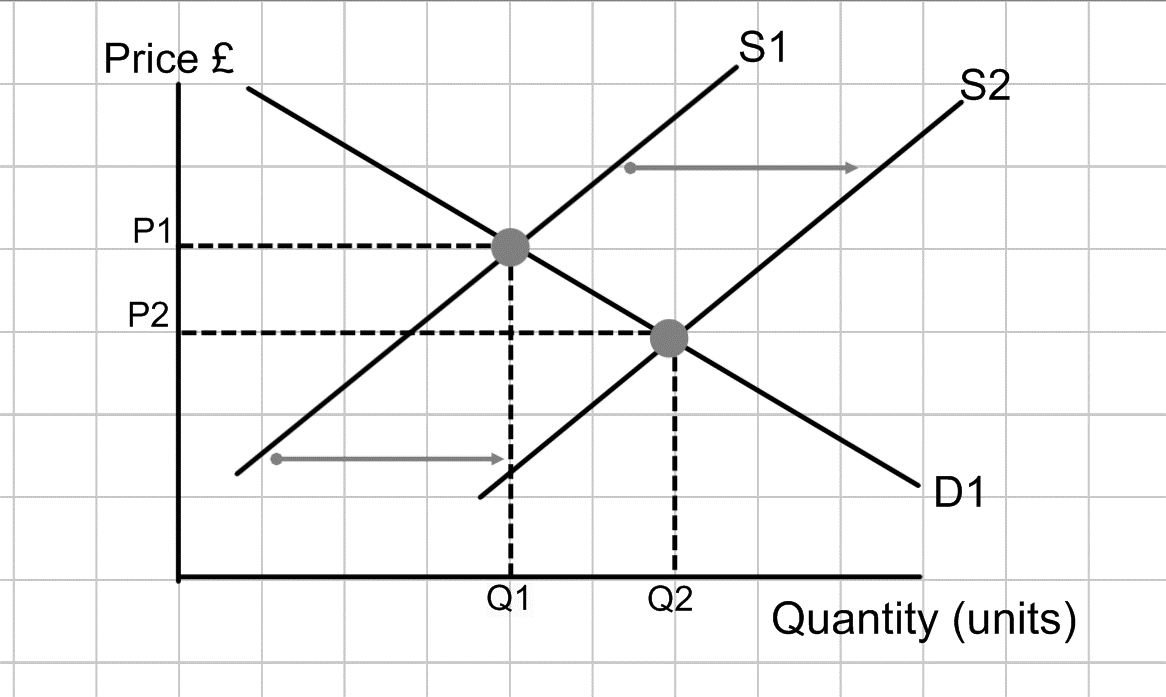 Price £
S1
S2
P1
P2
D1
Q1
Q2
Quantity (units)